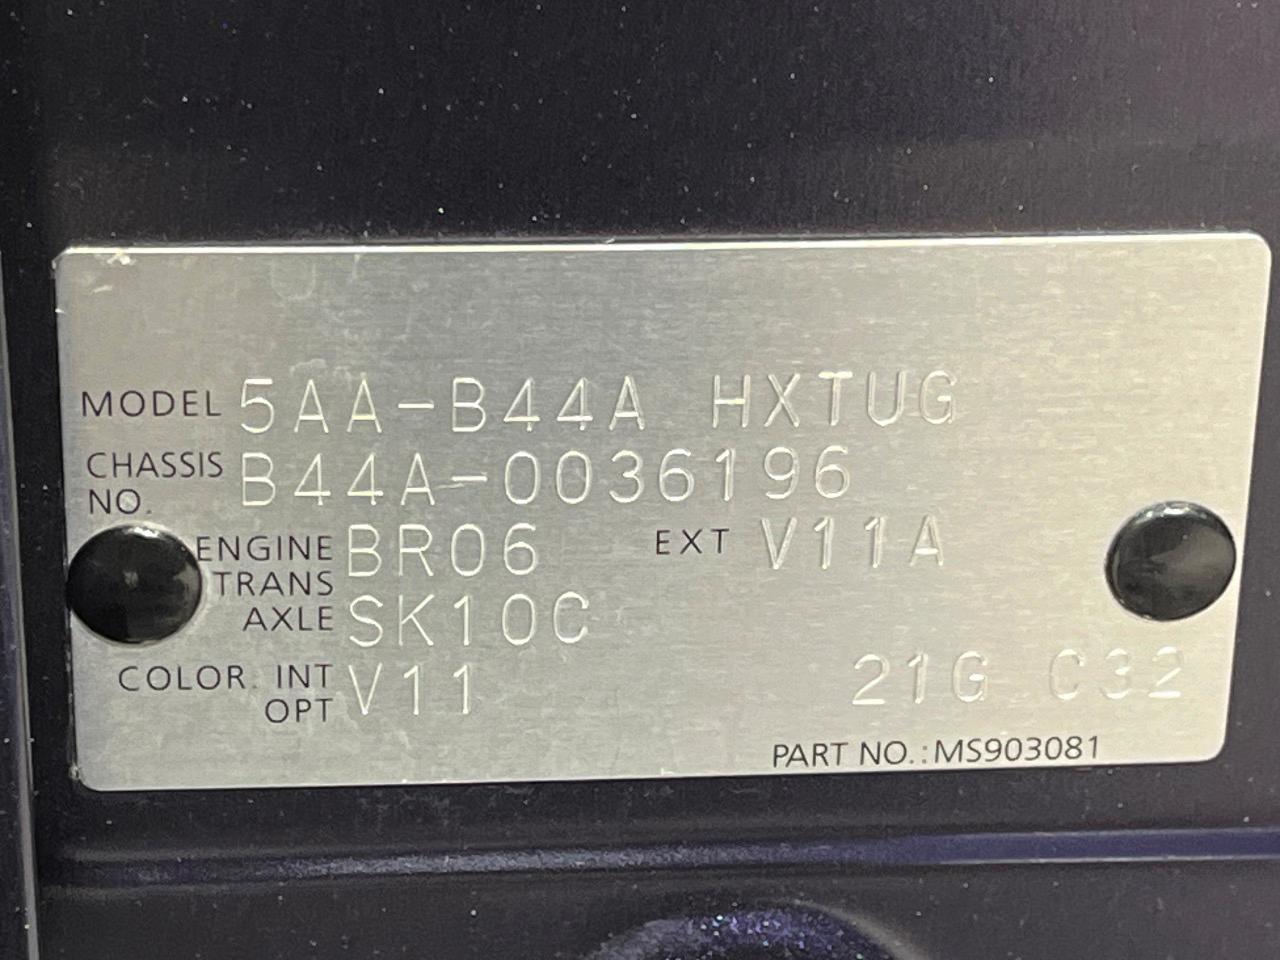 MODEL 5AA-B44A HXTUG
CHASSIS NO. B44A-0036196
ENGINE BR06 EXT V11A
TRANS AXLE SK10C
COLOR. INT V11 21G C32
OPT
PART NO.:MS903081